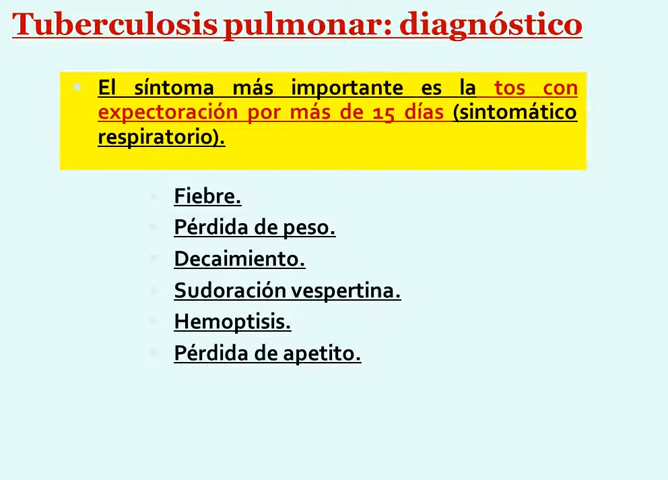 Tuberculosis pulmonar: diagnóstico
El síntoma más importante es la tos con
expectoración por más de 15 días (sintomático
respiratorio).
Fiebre.
Pérdida de peso.
Decaimiento.
Sudoración vespertina.
Hemoptisis.
Pérdida de apetito.